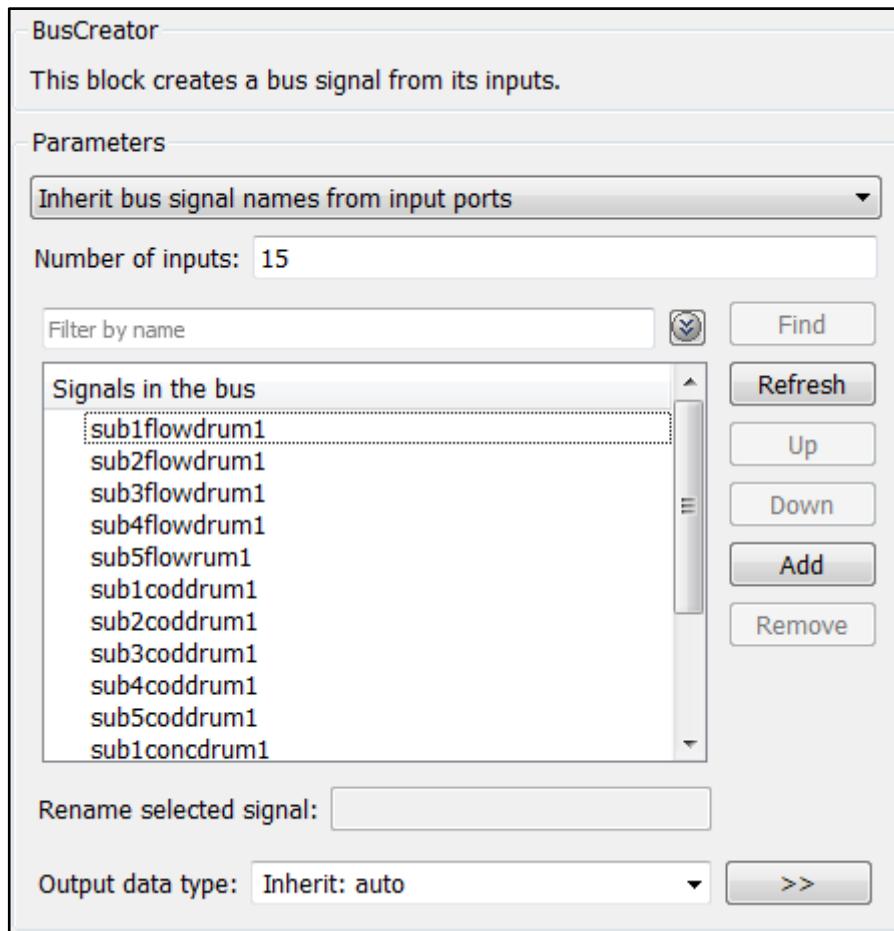 BusCreator
This block creates a bus signal from its inputs.
Parameters
Inherit bus signal names from input ports
Number of inputs: 15
Filter by name
Find
Signals in the bus
Refresh
sub1flowdrum1
sub2flowdrum1
Up
sub3flowdrum1
sub4flowdrum1
Down
sub5flowrum1
Add
sub1coddrum1
sub2coddrum1
Remove
sub3coddrum1
sub4coddrum1
sub5coddrum1
sub1concdrum1
Rename selected signal:
Output data type: Inherit: auto >>